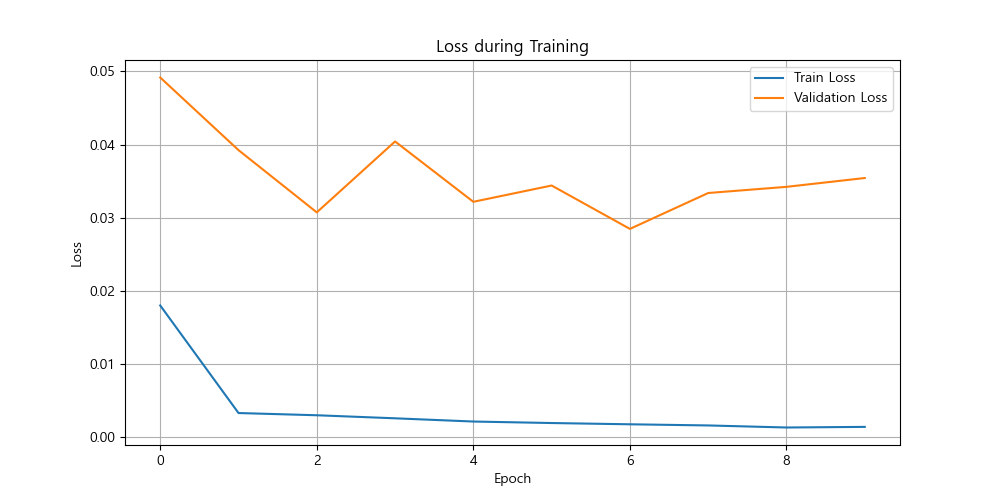 Loss during Training
Train Loss
Validation Loss
0.05
0.04
0.03
0.02
0.01
0.00
Loss
0 2 4 6 8
Epoch